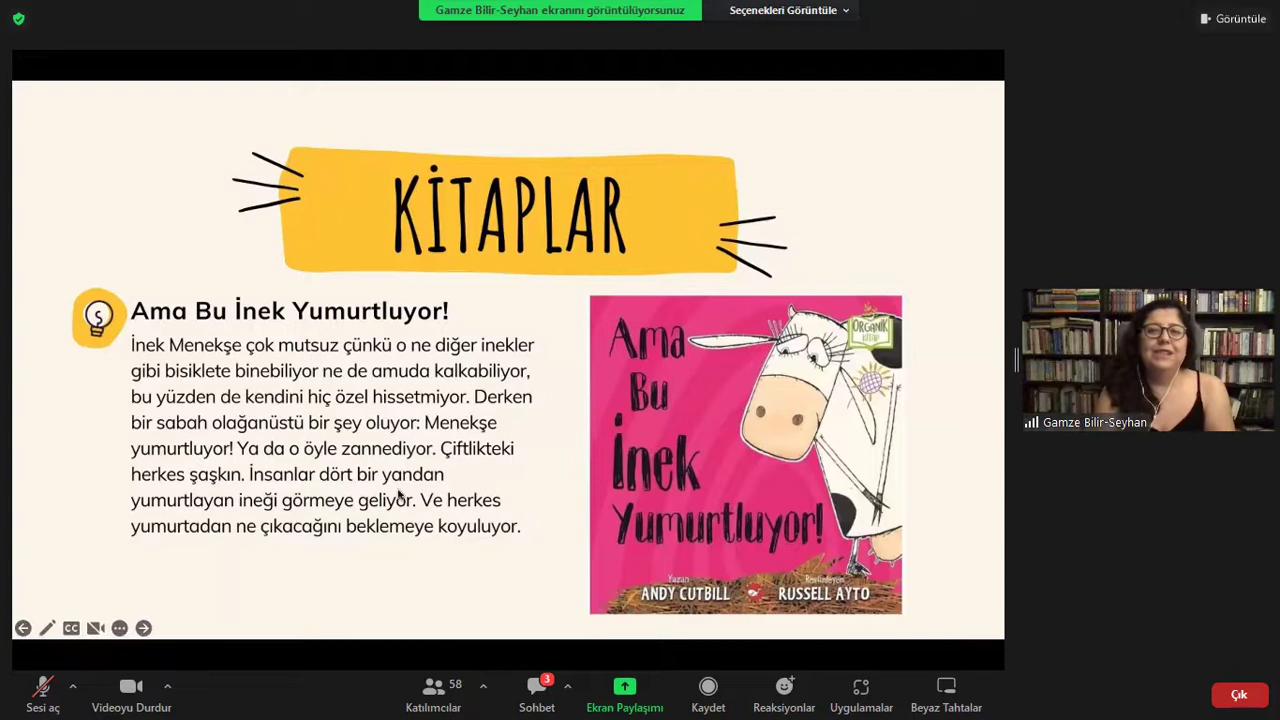 Gamze Bilir-Seyhan ekranını görüntülüyorsunuz
Seçenekleri Görüntüle
Görüntüle
KİTAPLAR
Ama Bu İnek Yumurtluyor!
İnek Menekşe çok mutsuz çünkü o ne diğer inekler
gibi bisiklete binebiliyor ne de amuda kalkabiliyor,
bu yüzden de kendini hiç özel hissetmiyor. Derken
bir sabah olağanüstü bir şey oluyor: Menekşe
yumurtluyor! Ya da o öyle zannediyor. Çiftlikteki
herkes şaşkın. İnsanlar dört bir yandan
yumurtlayan ineği görmeye geliyor. Ve herkes
yumurtadan ne çıkacağını beklemeye koyuluyor.
Ama
Bu
İnek
Yumurtluyor!
ORGANİK
KİTAP
Yazan
ANDY CUTBILL
Resimleyen
RUSSELL AYTO
Gamze Bilir-Seyhan
CC
Sesi aç
Videoyu Durdur
58
Katılımcılar
3
Sohbet
Ekran Paylaşımı
Kaydet
Reaksiyonlar
Uygulamalar
Beyaz Tahtalar
Çık